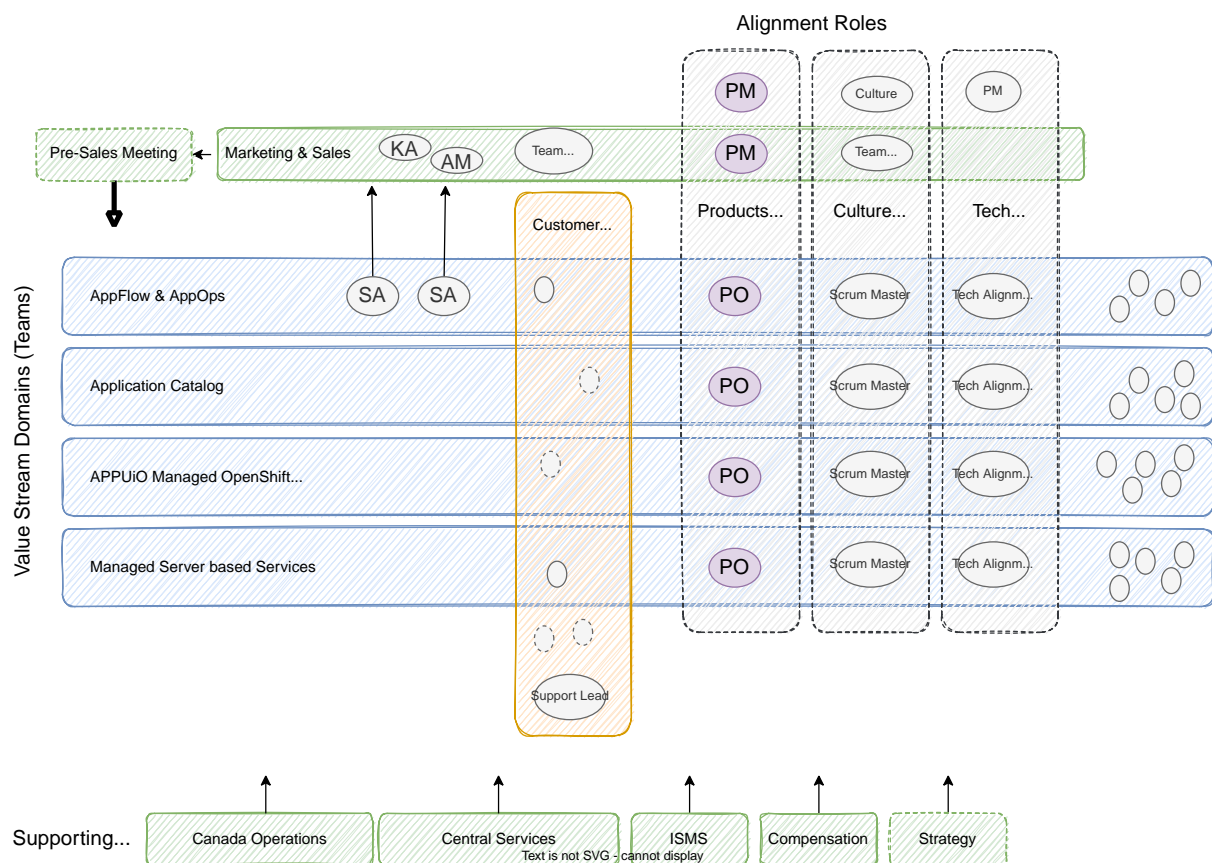 Alignment Roles
PM
Culture
PM
Pre-Sales Meeting
Marketing & Sales
KA
AM
Team...
PM
Team...
Customer...
Products...
Culture...
Tech...
Value Stream Domains (Teams)
AppFlow & AppOps
SA
SA
PO
Scrum Master
Tech Alignm...
Application Catalog
PO
Scrum Master
Tech Alignm...
APPUiO Managed OpenShift...
PO
Scrum Master
Tech Alignm...
Managed Server based Services
PO
Scrum Master
Tech Alignm...
Support Lead
Supporting...
Canada Operations
Central Services
ISMS
Compensation
Strategy
Text is not SVG - cannot display